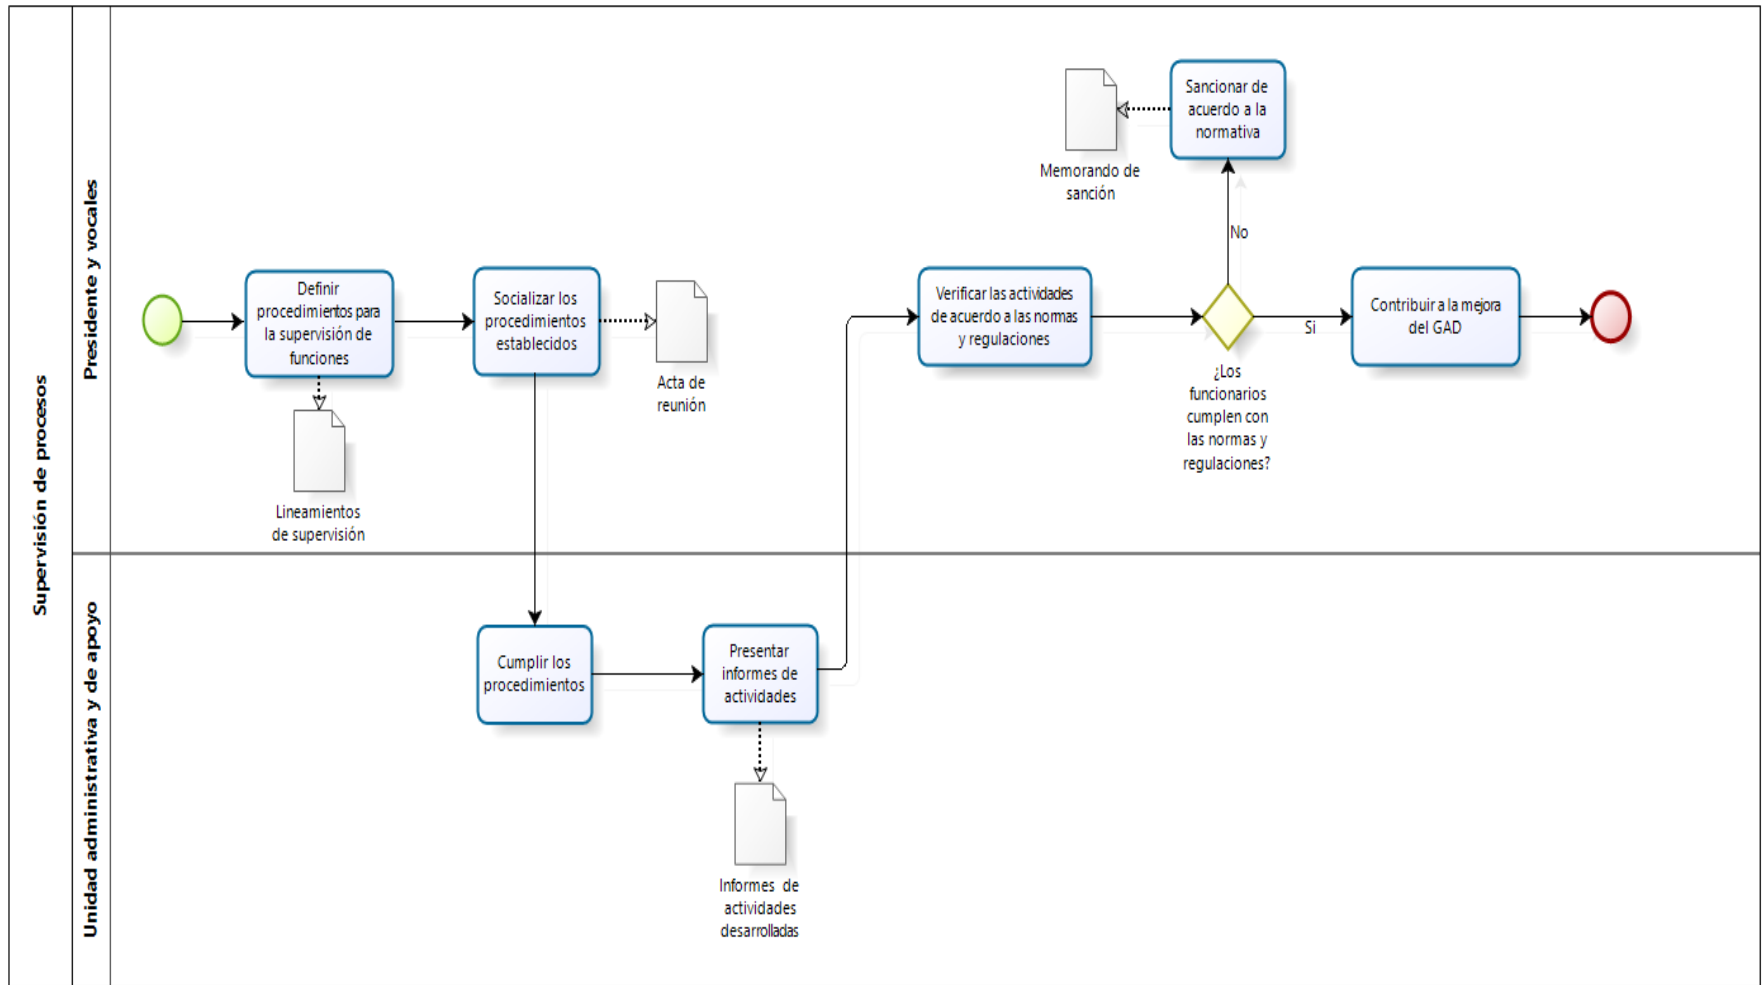 Supervisión de procesos
Presidente y vocales
Definir
procedimientos para
la supervisión de
funciones
Lineamientos
de supervisión
Socializar los
procedimientos
establecidos
Acta de
reunión
Verificar las actividades
de acuerdo a las normas
y regulaciones
¿Los
funcionarios
cumplen con
las normas y
regulaciones?
No
Sancionar de
acuerdo a la
normativa
Memorando de
sanción
Si
Contribuir a la mejora
del GAD
Unidad administrativa y de apoyo
Cumplir los
procedimientos
Presentar
informes de
actividades
Informes de
actividades
desarrolladas